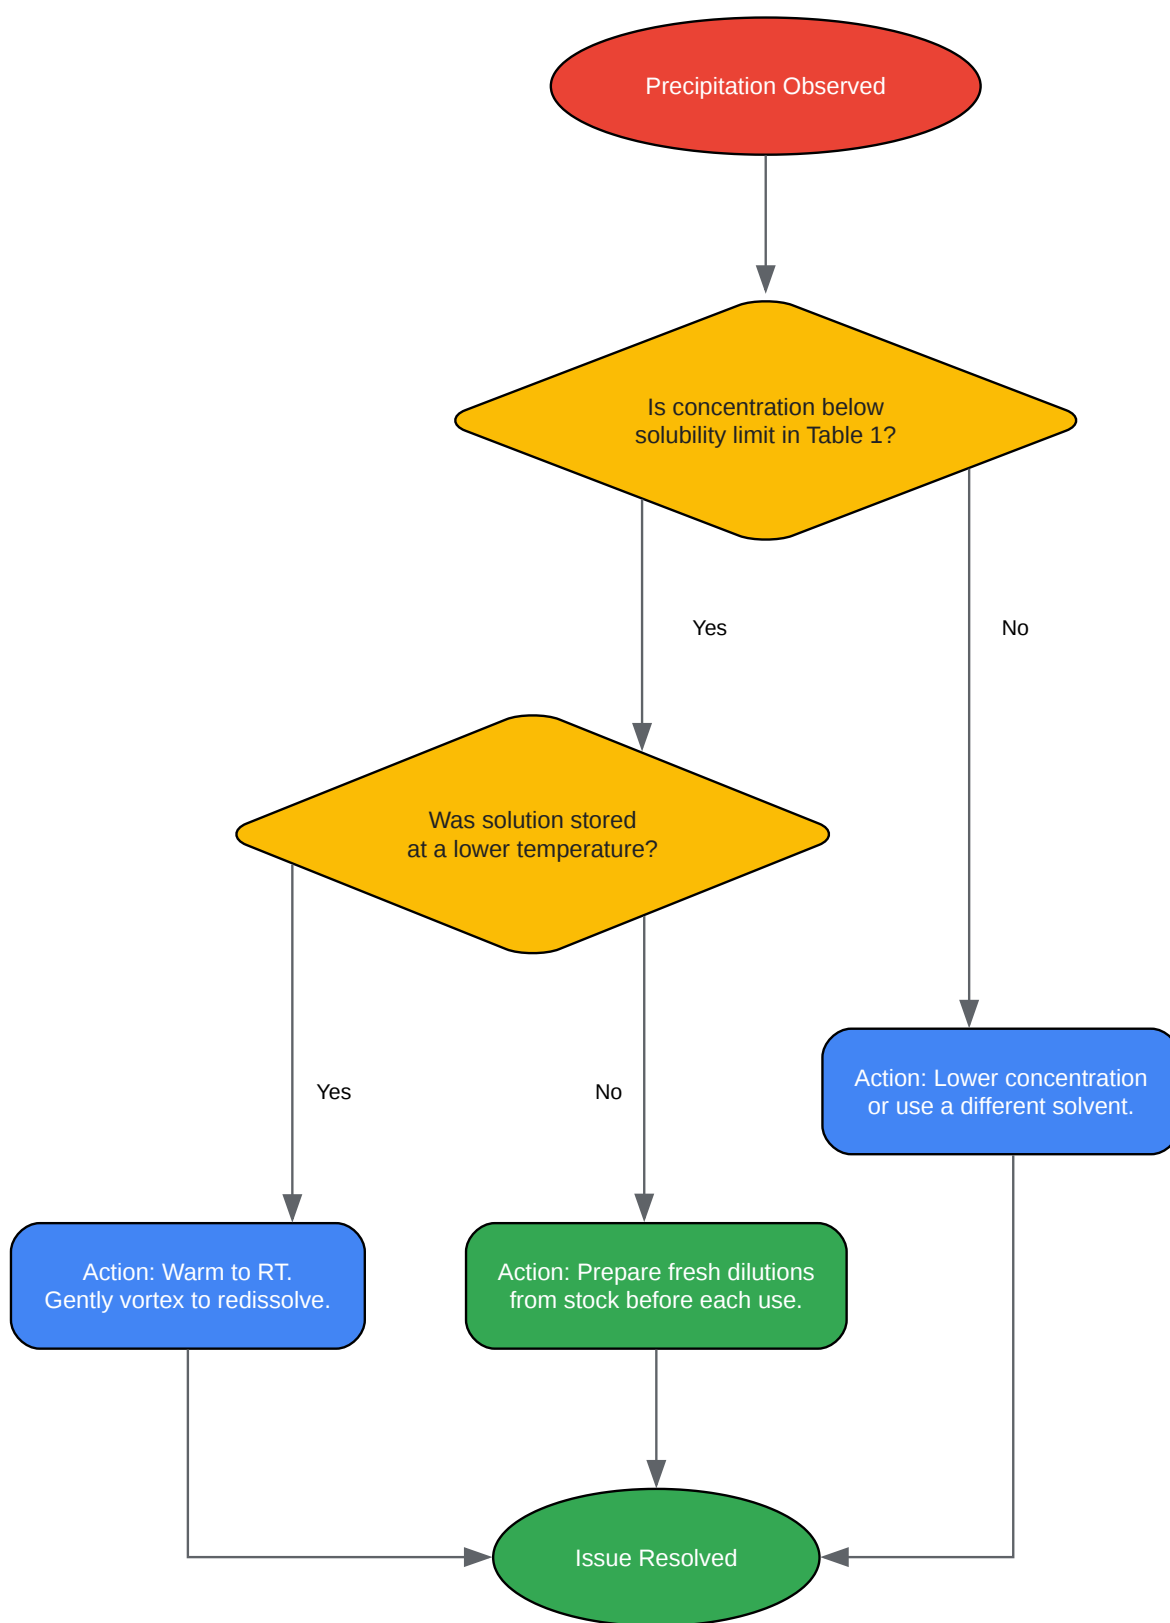 Precipitation Observed
Is concentration below
solubility limit in Table 1?
Yes
No
Was solution stored
at a lower temperature?
Yes
No
Action: Lower concentration
or use a different solvent.
Action: Warm to RT.
Gently vortex to redissolve.
Action: Prepare fresh dilutions
from stock before each use.
Issue Resolved